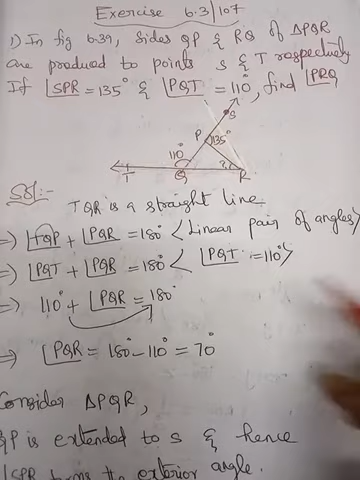 Exercise 6.3/107
1) In fig 6.39, Sides QP & RQ of ΔPQR
are produced to points S & T respectively
If ∠SPR = 135° & ∠PQT = 110°, find ∠PRQ
S
P 135°
110°
T Q R
Sol:-
TQR is a straight line
=) ∠TQP + ∠PQR = 180° < Linear pair of angles>
=) ∠PQT + ∠PQR = 180° < ∠PQT = 110°>
=) 110° + ∠PQR = 180°
=> ∠PQR = 180° - 110° = 70°
Consider ΔPQR,
QP is extended to S & hence
∠SPR the exterior angle.